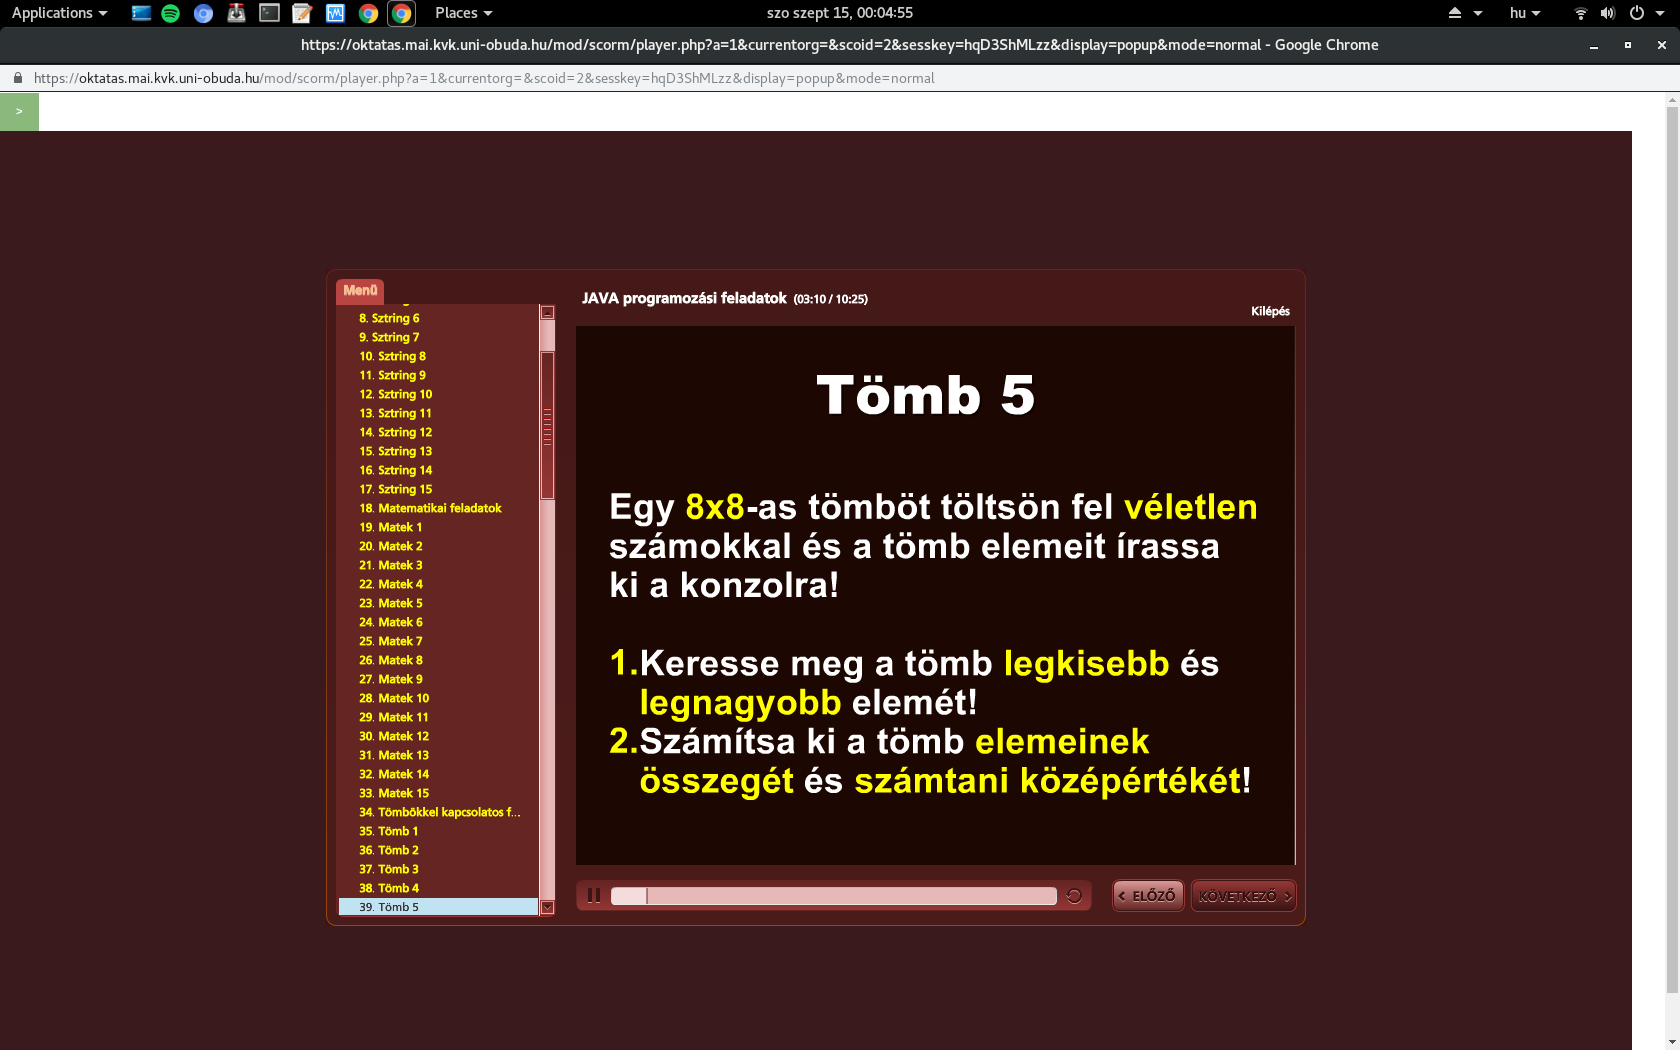 Applications
Places
szo szept 15, 00:04:55
hu
https://oktatas.mai.kvk.uni-obuda.hu/mod/scorm/player.php?a=1&currentorg=&scoid=2&sesskey=hqD3ShMLzz&display=popup&mode=normal - Google Chrome
https://oktatas.mai.kvk.uni-obuda.hu/mod/scorm/player.php?a=1&currentorg=&scoid=2&sesskey=hqD3ShMLzz&display=popup&mode=normal
>
Menü
8. Sztring 6
9. Sztring 7
10. Sztring 8
11. Sztring 9
12. Sztring 10
13. Sztring 11
14. Sztring 12
15. Sztring 13
16. Sztring 14
17. Sztring 15
18. Matematikai feladatok
19. Matek 1
20. Matek 2
21. Matek 3
22. Matek 4
23. Matek 5
24. Matek 6
25. Matek 7
26. Matek 8
27. Matek 9
28. Matek 10
29. Matek 11
30. Matek 12
31. Matek 13
32. Matek 14
33. Matek 15
34. Tömbökkel kapcsolatos f...
35. Tömb 1
36. Tömb 2
37. Tömb 3
38. Tömb 4
39. Tömb 5
JAVA programozási feladatok (03:10 / 10:25)
Kilépés
Tömb 5
Egy 8x8-as tömböt töltsön fel véletlen
számokkal és a tömb elemeit írassa
ki a konzolra!
1.Keresse meg a tömb legkisebb és
legnagyobb elemét!
2.Számítsa ki a tömb elemeinek
összegét és számtani középértékét!
< ELŐZŐ
KÖVETKEZŐ >